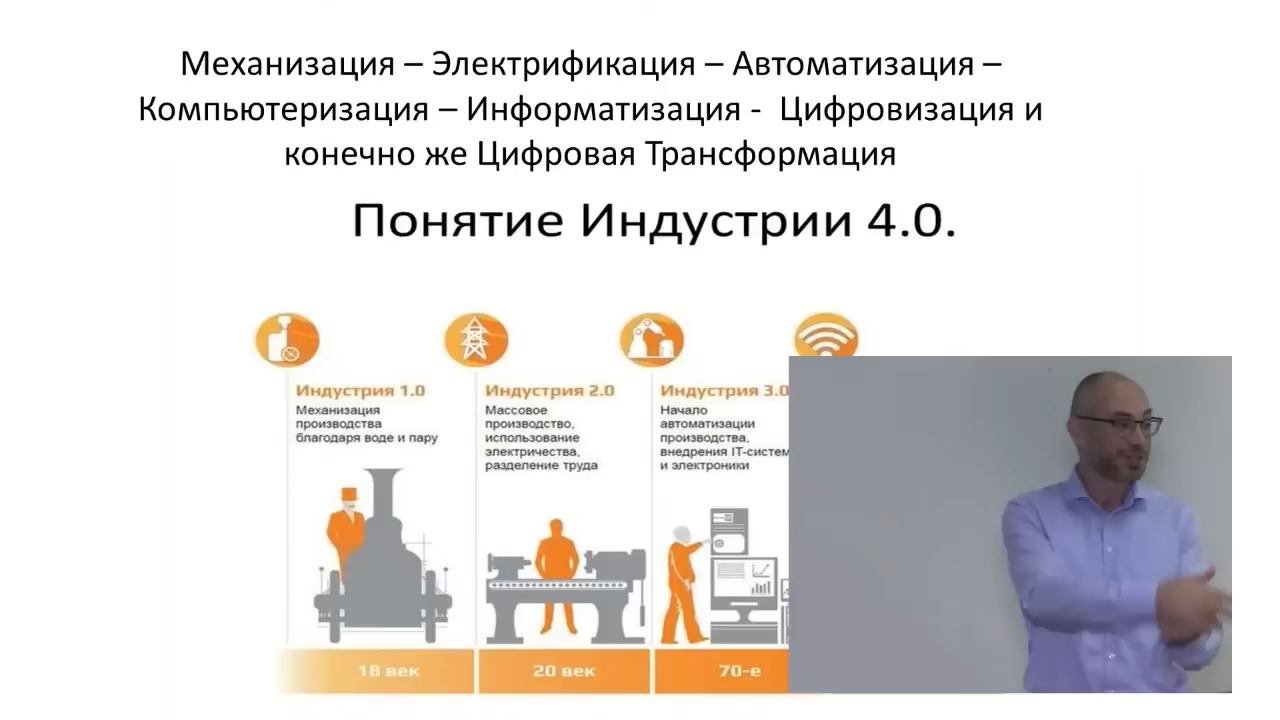 Механизация – Электрификация – Автоматизация –
Компьютеризация – Информатизация - Цифровизация и
конечно же Цифровая Трансформация
Понятие Индустрии 4.0.
Индустрия 1.0
Механизация
производства
благодаря воде и пару
Индустрия 2.0
Массовое
производство,
использование
электричества,
разделение труда
Индустрия 3.0
Начало
автоматизации
производства,
внедрения IT-систем
и электроники
18 век
20 век
70-е